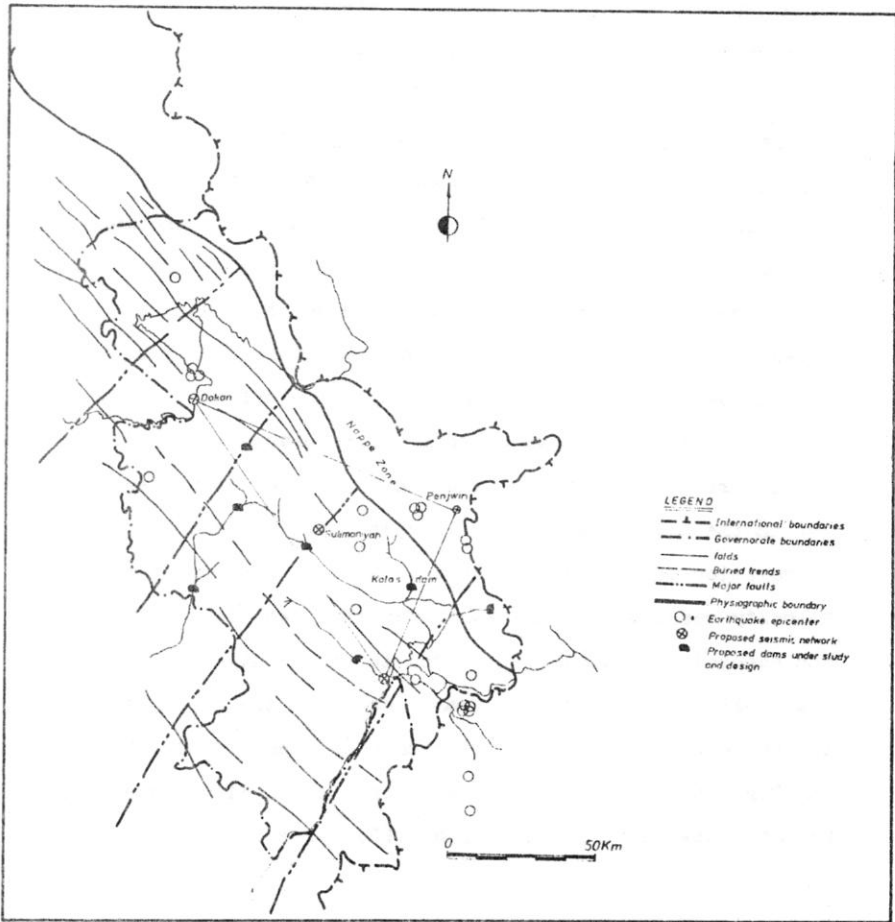 N
Dokan
Nappe Zone
Penjwin
Sulimaniyah
Kolos dam
LEGEND
International boundaries
Governorate boundaries
folds
Buried trends
Major faults
Physiographic boundary
Earthquake epicenter
Proposed seismic network
Proposed dams under study
and design
0 50Km